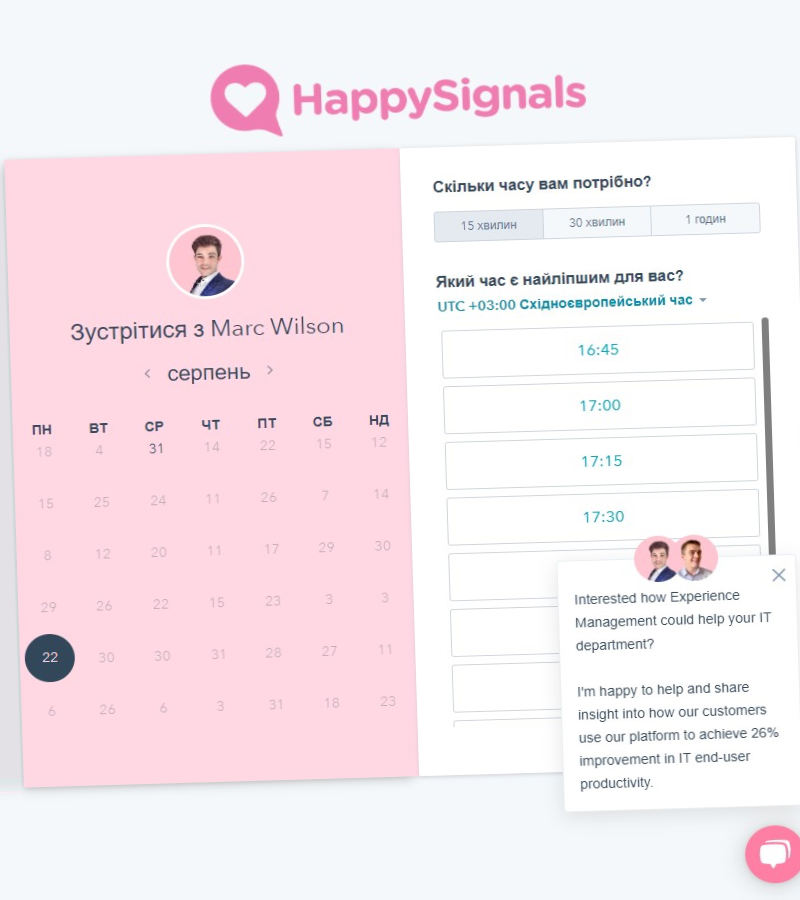 HappySignals
Зустрітися з Marc Wilson
серпень
ПН ВТ СР ЧТ ПТ СБ НД
18 4 31 14 22 15 12
15 25 24 11 26 7 14
8 12 20 11 17 29 30
29 26 22 15 23 3 3
22 30 30 31 28 27 11
6 26 6 3 31 18 23
Скільки часу вам потрібно?
15 хвилин 30 хвилин 1 годин
Який час є найліпшим для вас?
UTC +03:00 Східноєвропейський час
16:45
17:00
17:15
17:30
Interested how Experience
Management could help your IT
department?
I'm happy to help and share
insight into how our customers
use our platform to achieve 26%
improvement in IT end-user
productivity.